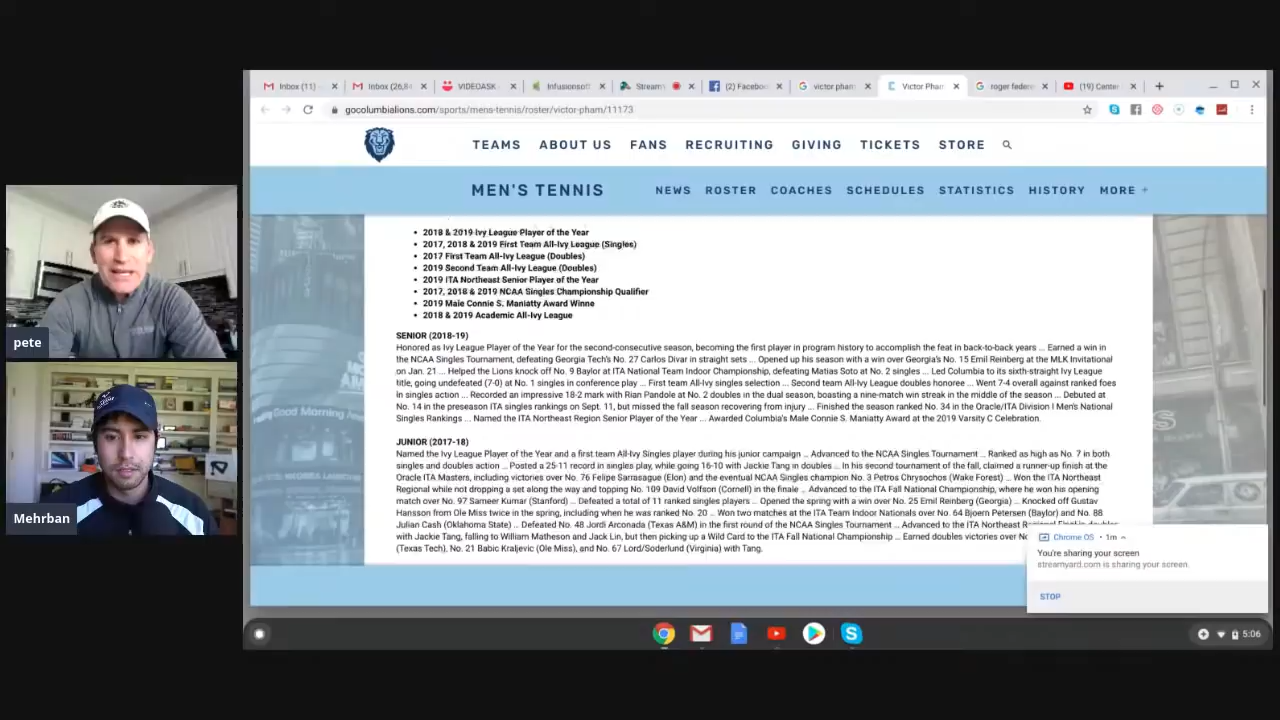 Inbox (11)
Inbox (26,8
VIDEOASK
Infusionsoft
Streamy
(2) Facebo
victor pham
Victor Pham
roger federe
(19) Center
gocolumbialions.com/sports/mens-tennis/roster/victor-pham/11173
TEAMS ABOUT US FANS RECRUITING GIVING TICKETS STORE
MEN'S TENNIS NEWS ROSTER COACHES SCHEDULES STATISTICS HISTORY MORE +
• 2018 & 2019 Ivy League Player of the Year
• 2017, 2018 & 2019 First Team All-Ivy League (Singles)
• 2017 First Team All-Ivy League (Doubles)
• 2019 Second Team All-Ivy League (Doubles)
• 2019 ITA Northeast Senior Player of the Year
• 2017, 2018 & 2019 NCAA Singles Championship Qualifier
• 2019 Male Connie S. Maniatty Award Winne
• 2018 & 2019 Academic All-Ivy League
SENIOR (2018-19)
Honored as Ivy League Player of the Year for the second-consecutive season, becoming the first player in program history to accomplish the feat in back-to-back years ... Earned a win in
the NCAA Singles Tournament, defeating Georgia Tech's No. 27 Carlos Divar in straight sets ... Opened up his season with a win over Georgia's No. 15 Emil Reinberg at the MLK Invitational
on Jan. 21 ... Helped the Lions knock off No. 9 Baylor at ITA National Team Indoor Championship, defeating Matias Soto at No. 2 singles ... Led Columbia to its sixth-straight Ivy League
title, going undefeated (7-0) at No. 1 singles in conference play ... First team All-Ivy singles selection ... Second team All-Ivy League doubles honoree ... Went 7-4 overall against ranked foes
in singles action ... Recorded an impressive 18-2 mark with Rian Pandole at No. 2 doubles in the dual season, boasting a nine-match win streak in the middle of the season ... Debuted at
No. 14 in the preseason ITA singles rankings on Sept. 11, but missed the fall season recovering from injury ... Finished the season ranked No. 34 in the Oracle/ITA Division I Men's National
Singles Rankings ... Named the ITA Northeast Region Senior Player of the Year ... Awarded Columbia's Male Connie S. Maniatty Award at the 2019 Varsity C Celebration.
JUNIOR (2017-18)
Named the Ivy League Player of the Year and a first team All-Ivy Singles player during his junior campaign ... Advanced to the NCAA Singles Tournament ... Ranked as high as No. 7 in both
singles and doubles action ... Posted a 25-11 record in singles play, while going 16-10 with Jackie Tang in doubles ... In his second tournament of the fall, claimed a runner-up finish at the
Oracle ITA Masters, including victories over No. 76 Felipe Sarrasague (Elon) and the eventual NCAA Singles champion No. 3 Petros Chrysochos (Wake Forest) ... Won the ITA Northeast
Regional while not dropping a set along the way and topping No. 109 David Volfson (Cornell) in the finale ... Advanced to the ITA Fall National Championship, where he won his opening
match over No. 97 Sameer Kumar (Stanford) ... Defeated a total of 11 ranked singles players ... Opened the spring with a win over No. 25 Emil Reinberg (Georgia) ... Knocked off Gustav
Hansson from Ole Miss twice in the spring, including when he was ranked No. 20 ... Won two matches at the ITA Team Indoor Nationals over No. 64 Bjoern Petersen (Baylor) and No. 88
Julian Cash (Oklahoma State) ... Defeated No. 48 Jordi Arconada (Texas A&M) in the first round of the NCAA Singles Tournament ... Advanced to the ITA Northeast Regional Final in doubles
with Jackie Tang, falling to William Matheson and Jack Lin, but then picking up a Wild Card to the ITA Fall National Championship ... Earned doubles victories over No
(Texas Tech), No. 21 Babic Kraljevic (Ole Miss), and No. 67 Lord/Soderlund (Virginia) with Tang.
Chrome OS • 1m
You're sharing your screen
streamyard.com is sharing your screen.
STOP
5:06
pete
Mehrban
Good Morning